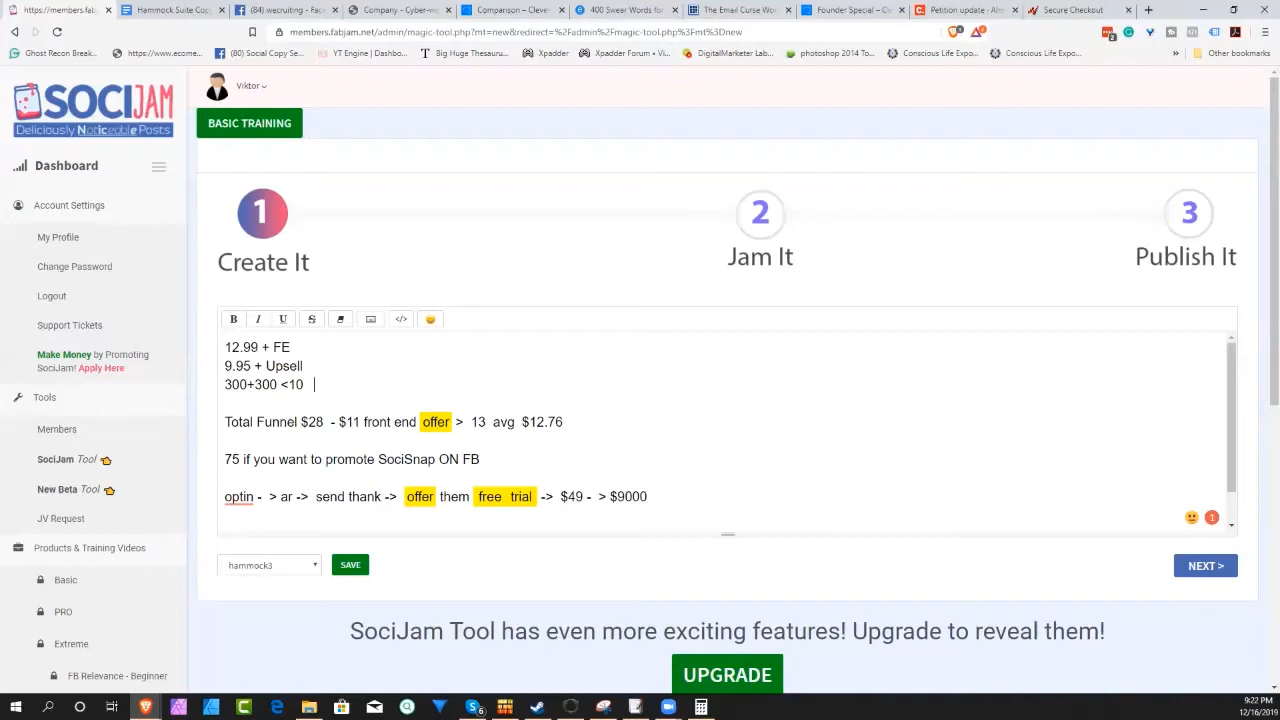 https://members.fab
Hammock Suite Cop
(84) wecruiting - Face
Company - Cyber-we
Comparison – Clevel
400 Swear Words for
The Email Curse Wo
Founder Special – Cl
Petition update · Alm
Secure Checkout
members.fabjam.net/admin/magic-tool.php?mt=new&redirect=%2Fadmin%2Fmagic-tool.php%3Fmt%3Dnew
Ghost Recon Break...
https://www.ecome...
(80) Social Copy Sec...
YT Engine | Dashbo...
Big Huge Thesauru...
Xpadder
Xpadder Forum • Vi...
DigitalMarketer Lab...
photoshop 2014 To...
Conscious Life Expo...
Conscious Life Expo...
Other bookmarks
SOCIJAM
Deliciously Noticeable Posts
Viktor
BASIC TRAINING
Dashboard
Account Settings
My Profile
Change Password
Logout
Support Tickets
Make Money by Promoting
SociJam! Apply Here
Tools
Members
SociJam Tool
New Beta Tool
JV Request
Products & Training Videos
Basic
PRO
Extreme
FB Relevance - Beginner
1
2
3
Create It
Jam It
Publish It
B I U S </>
12.99 + FE
9.95 + Upsell
300+300 <10
Total Funnel $28 - $11 front end offer > 13 avg $12.76
75 if you want to promote SociSnap ON FB
optin - > ar -> send thank -> offer them free trial -> $49 - > $9000
1
hammock3
SAVE
NEXT >
SociJam Tool has even more exciting features! Upgrade to reveal them!
UPGRADE
9:22 PM
12/16/2019